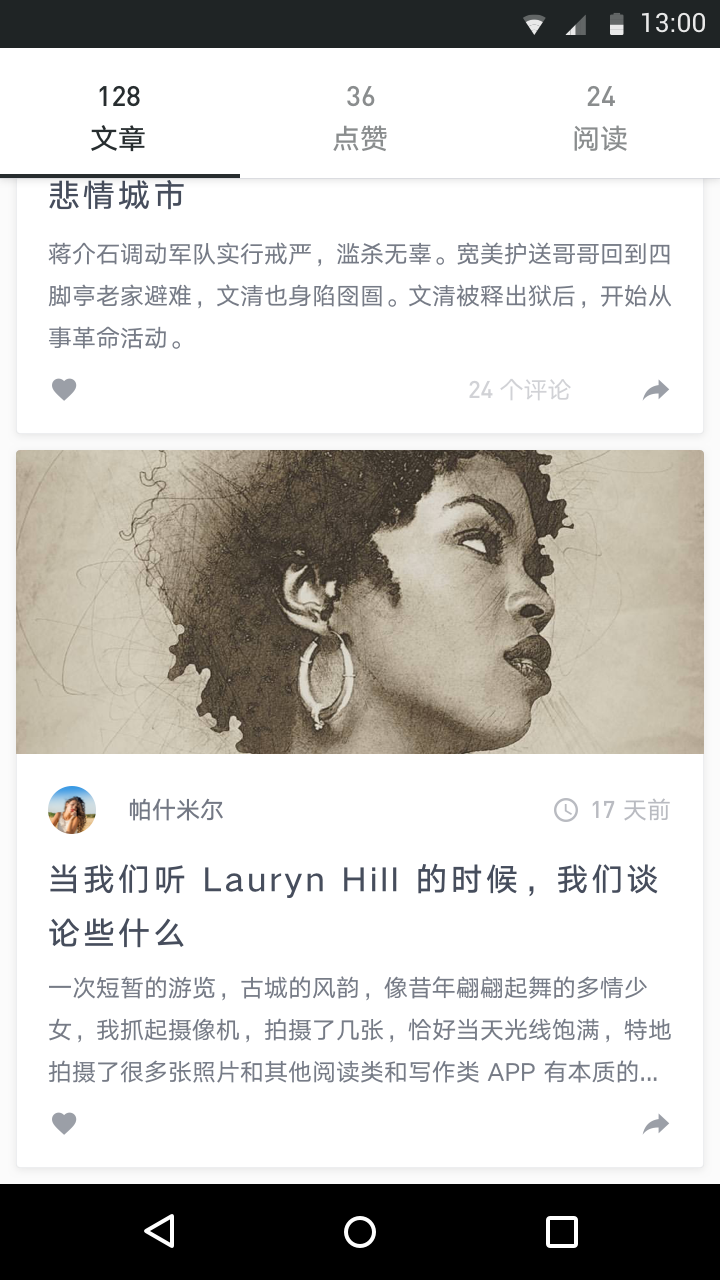 13:00
128
36
24
文章
点赞
阅读
悲情城市
蒋介石调动军队实行戒严，滥杀无辜。宽美护送哥哥回到四
脚亭老家避难，文清也身陷囹圄。文清被释出狱后，开始从
事革命活动。
24 个评论
帕什米尔
17 天前
当我们听 Lauryn Hill 的时候，我们谈
论些什么
一次短暂的游览，古城的风韵，像昔年翩翩起舞的多情少
女，我抓起摄像机，拍摄了几张，恰好当天光线饱满，特地
拍摄了很多张照片和其他阅读类和写作类 APP 有本质的...